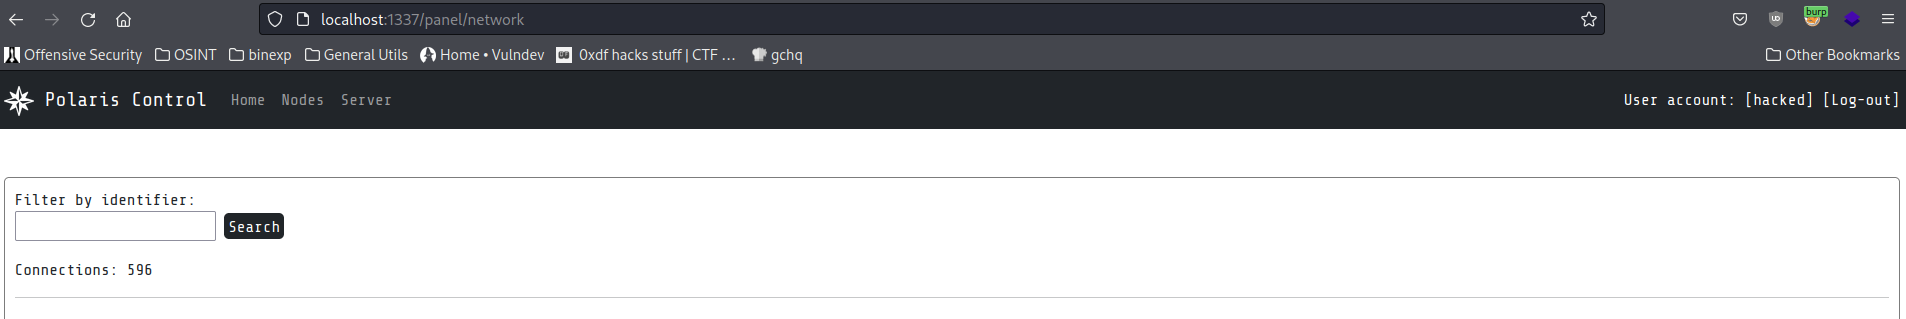 localhost:1337/panel/network
UD
burp
Offensive Security OSINT binexp General Utils Home • Vulndev 0xdf hacks stuff | CTF ... gchq Other Bookmarks
Polaris Control Home Nodes Server User account: [hacked] [Log-out]
Filter by identifier:
Search
Connections: 596